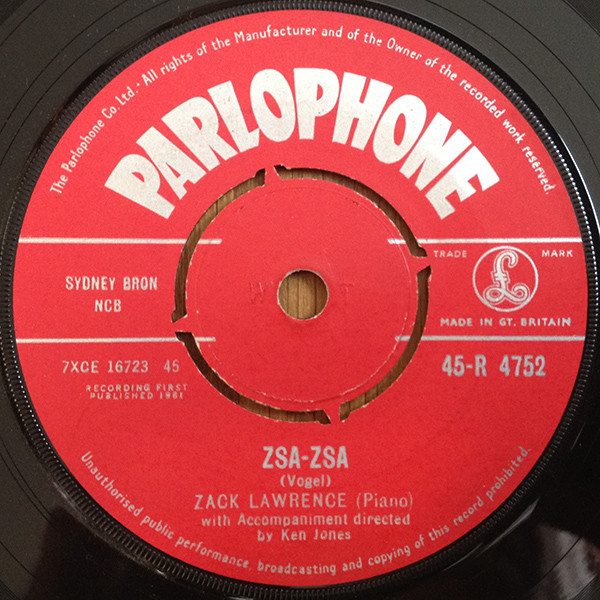 The Parlophone Co. Ltd.· All rights of the Manufacturer and of the Owner of the recorded work reserved.
PARLOPHONE
SYDNEY BRON
NCB
TRADE MARK
£
MADE IN GT. BRITAIN
7XCE 16723 45
45-R 4752
RECORDING FIRST
PUBLISHED 1961
ZSA-ZSA
(Vogel)
ZACK LAWRENCE (Piano)
with Accompaniment directed
by Ken Jones
Unauthorised public performance, broadcasting and copying of this record prohibited.